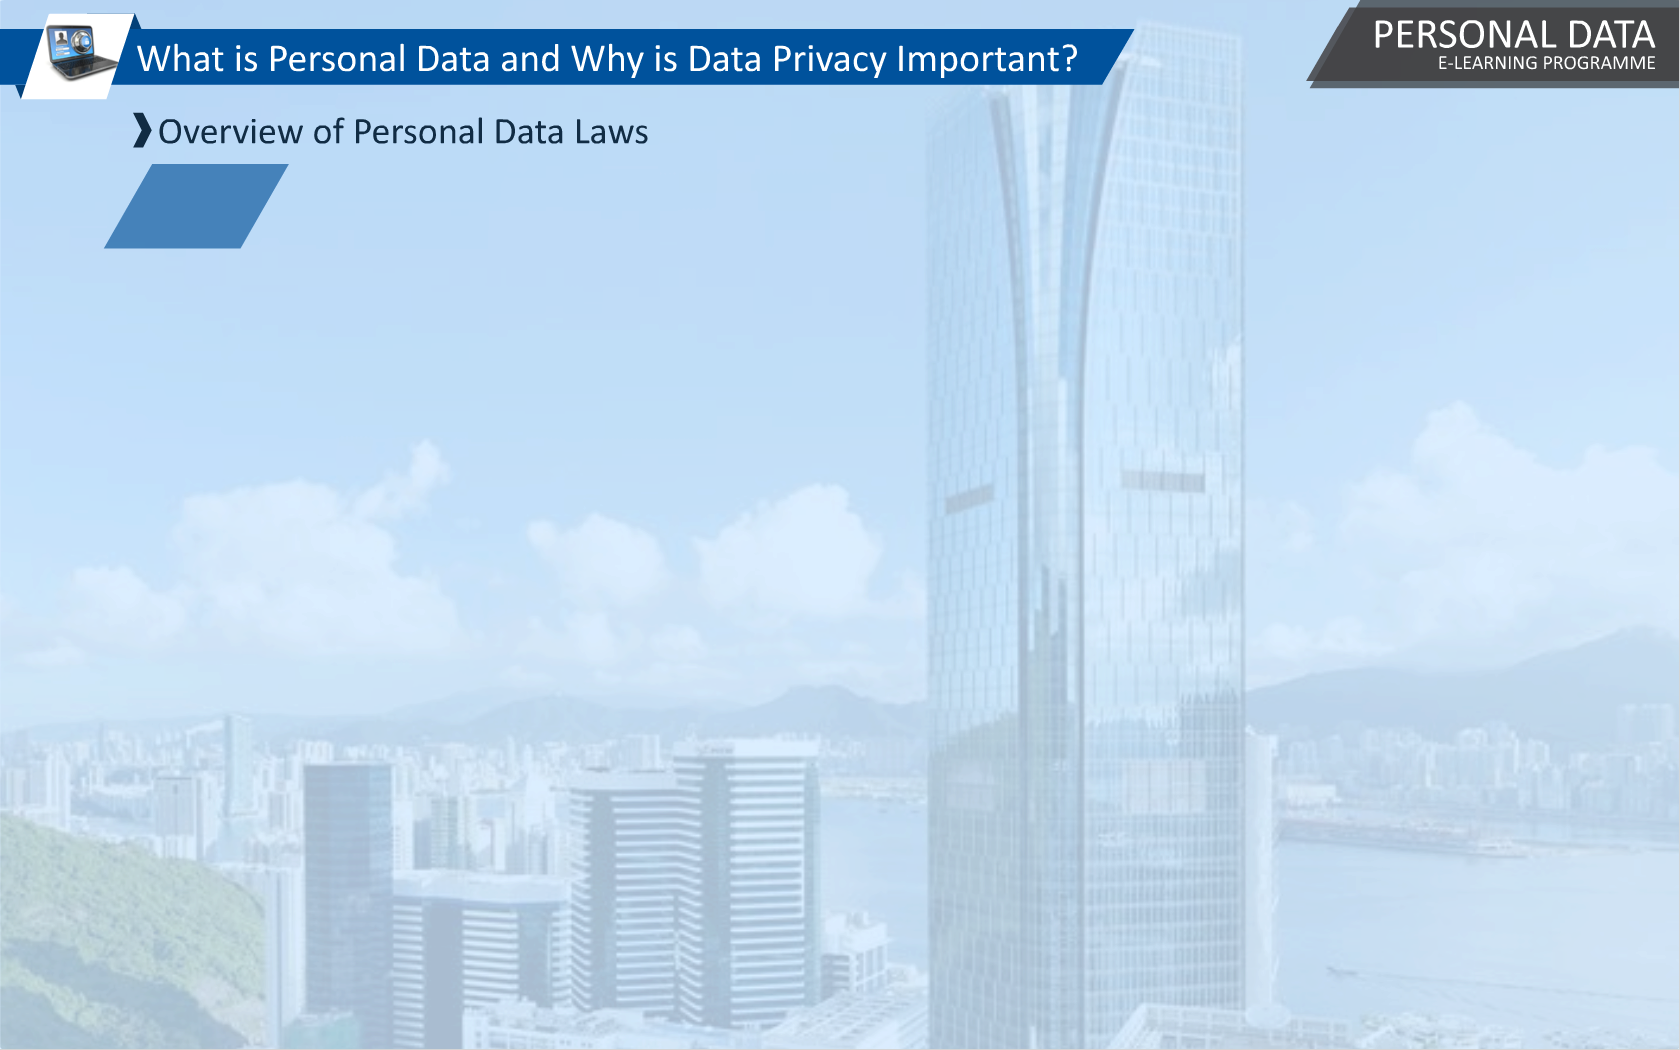 What is Personal Data and Why is Data Privacy Important?
PERSONAL DATA
E-LEARNING PROGRAMME
Overview of Personal Data Laws